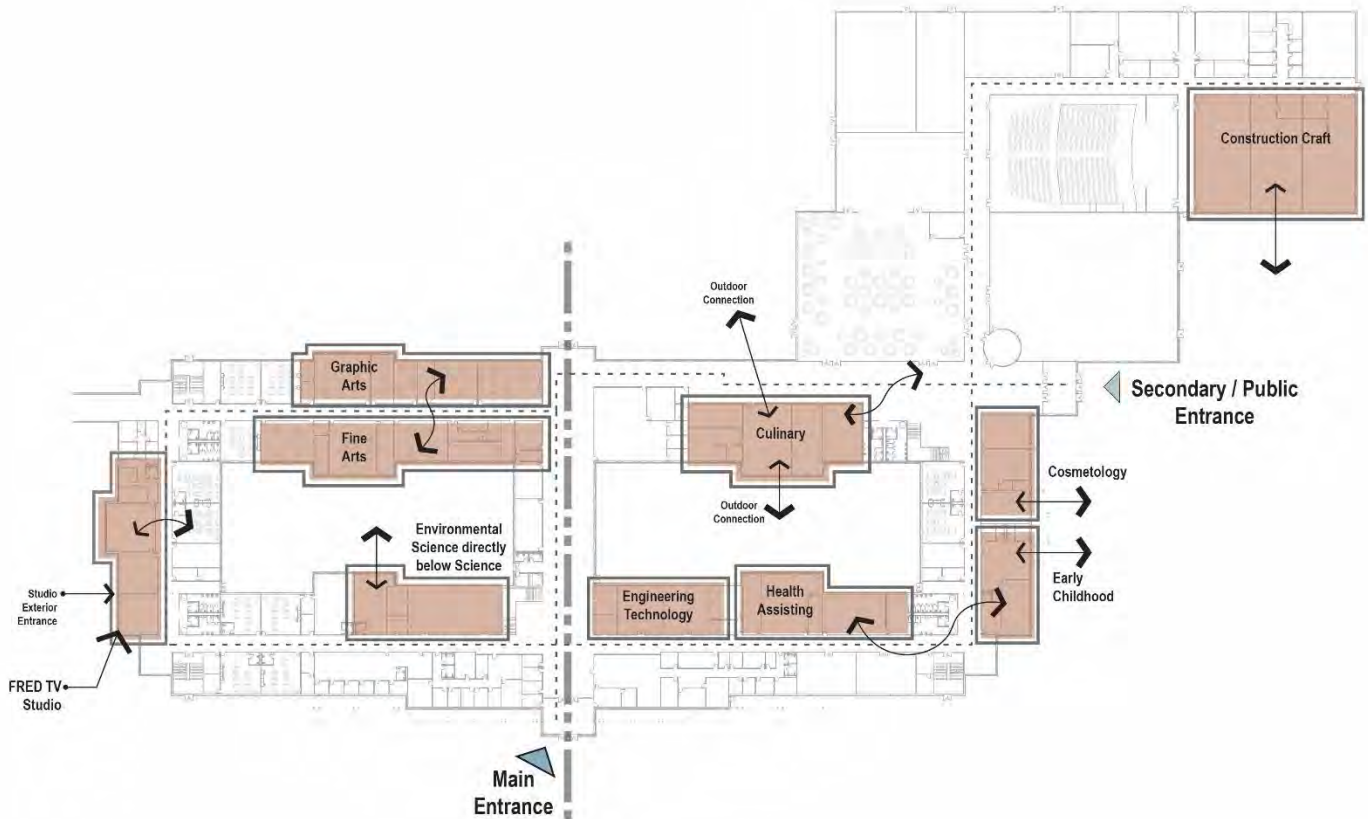 Construction Craft
Outdoor
Connection
Graphic
Arts
Secondary / Public
Entrance
Fine
Arts
Culinary
Cosmetology
Outdoor
Connection
Environmental
Science directly
below Science
Early
Childhood
Studio
Exterior
Entrance
Engineering
Technology
Health
Assisting
FRED TV
Studio
Main
Entrance